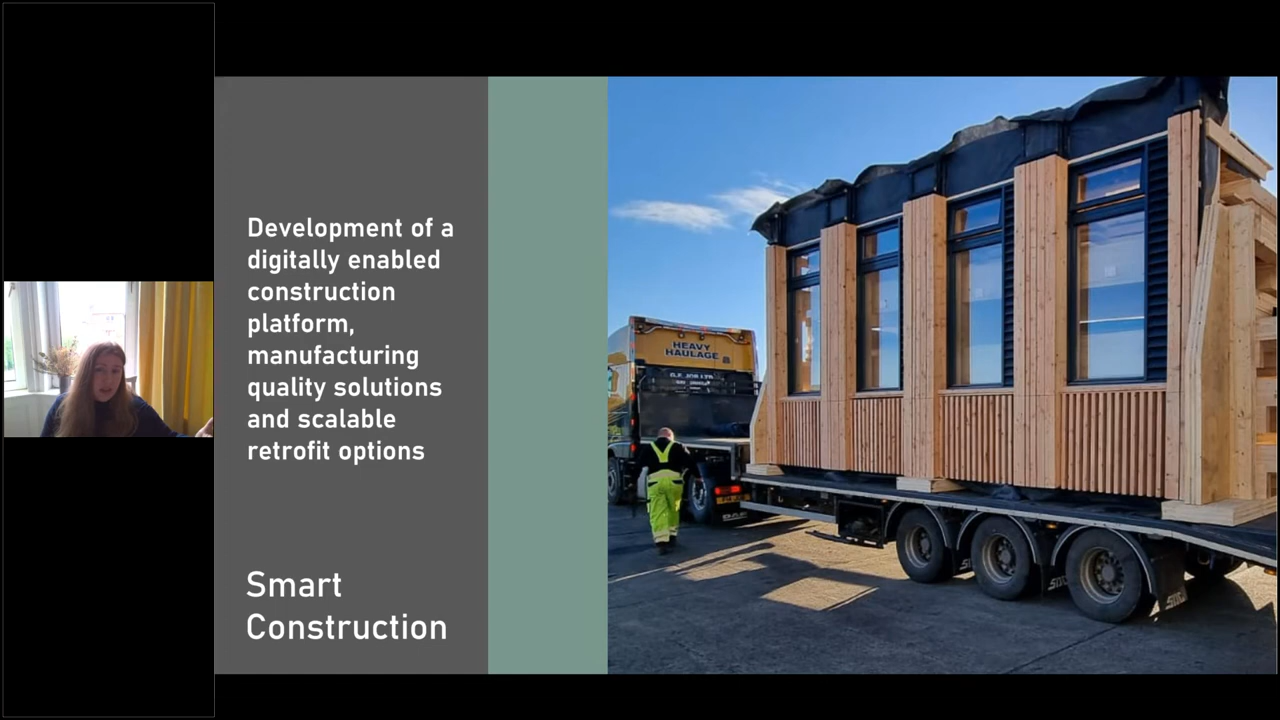 Development of a
digitally enabled
construction
platform,
manufacturing
quality solutions
and scalable
retrofit options
Smart
Construction
HEAVY
HAULAGE